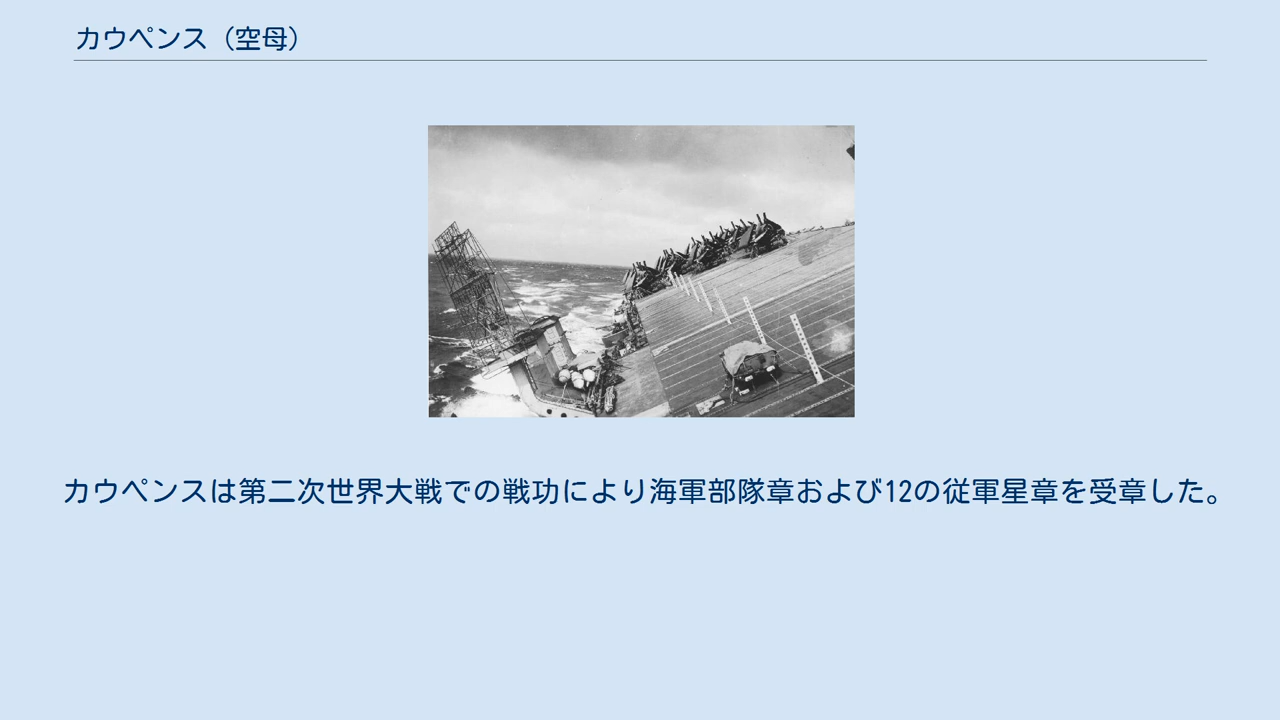 カウペンス（空母）
カウペンスは第二次世界大戦での戦功により海軍部隊章および12の従軍星章を受章した。